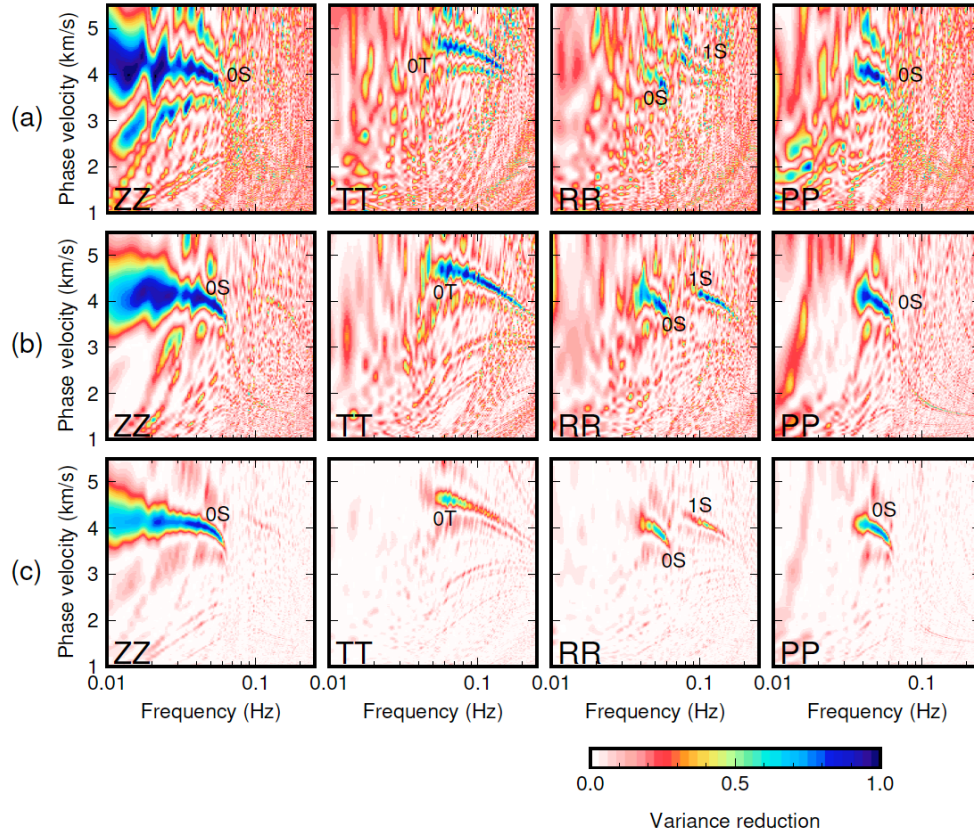 (a)
Phase velocity (km/s)
5
4
3
2
1
0S
ZZ
0T
TT
1S
0S
RR
0S
PP
(b)
Phase velocity (km/s)
5
4
3
2
1
0S
ZZ
0T
TT
1S
0S
RR
0S
PP
(c)
Phase velocity (km/s)
5
4
3
2
1
0S
ZZ
0T
TT
1S
0S
RR
0S
PP
0.01 0.1 0.01 0.1 0.01 0.1 0.01 0.1
Frequency (Hz) Frequency (Hz) Frequency (Hz) Frequency (Hz)
0.0 0.5 1.0
Variance reduction